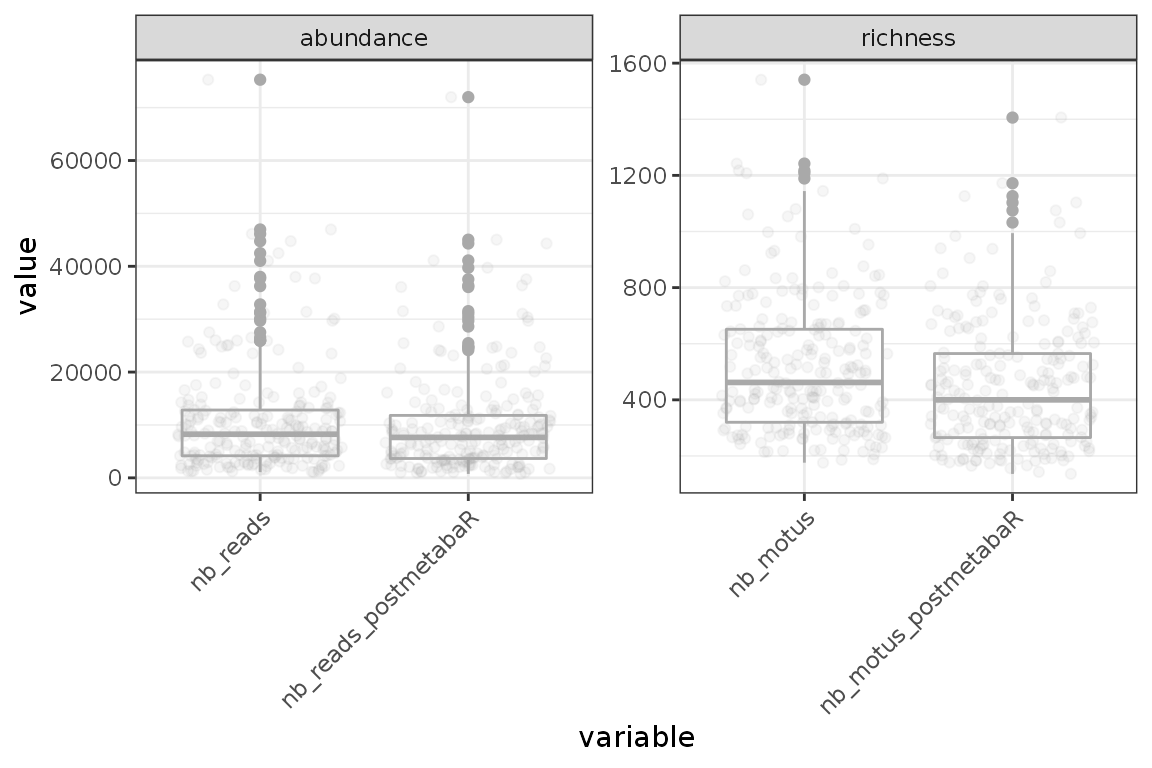 abundance
richness
value
60000
40000
20000
0
1600
1200
800
400
nb_reads
nb_reads_postmetabaR
nb_motus
nb_motus_postmetabaR
variable